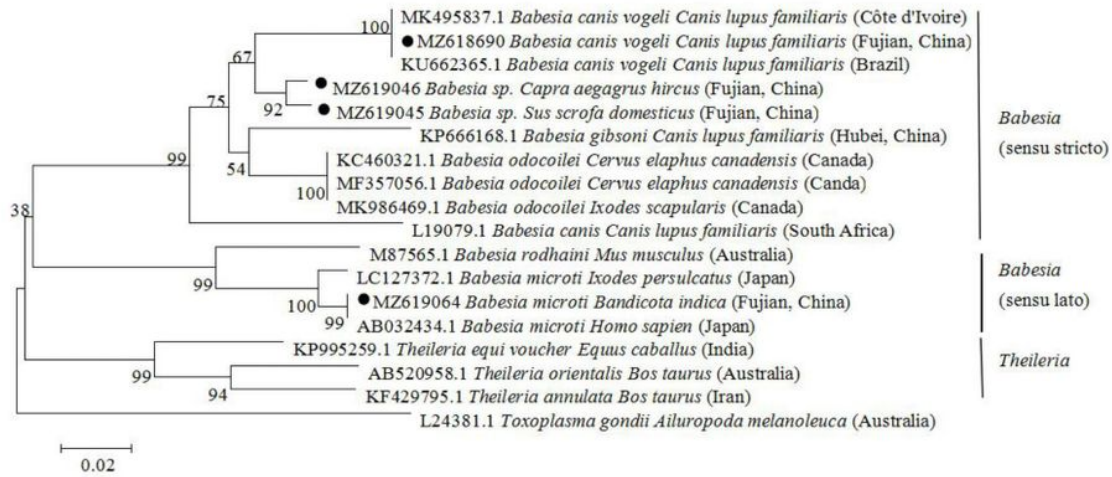 MK495837.1 Babesia canis vogeli Canis lupus familiaris (Côte d'Ivoire)
100
MZ618690 Babesia canis vogeli Canis lupus familiaris (Fujian, China)
KU662365.1 Babesia canis vogeli Canis lupus familiaris (Brazil)
67
MZ619046 Babesia sp. Capra aegagrus hircus (Fujian, China)
92
MZ619045 Babesia sp. Sus scrofa domesticus (Fujian, China)
75
KP666168.1 Babesia gibsoni Canis lupus familiaris (Hubei, China)
54
KC460321.1 Babesia odocoilei Cervus elaphus canadensis (Canada)
MF357056.1 Babesia odocoilei Cervus elaphus canadensis (Canda)
100
MK986469.1 Babesia odocoilei Ixodes scapularis (Canada)
99
L19079.1 Babesia canis Canis lupus familiaris (South Africa)
Babesia
(sensu stricto)
38
M87565.1 Babesia rodhaini Mus musculus (Australia)
99
LC127372.1 Babesia microti Ixodes persulcatus (Japan)
100
MZ619064 Babesia microti Bandicota indica (Fujian, China)
99
AB032434.1 Babesia microti Homo sapien (Japan)
Babesia
(sensu lato)
KP995259.1 Theileria equi voucher Equus caballus (India)
99
AB520958.1 Theileria orientalis Bos taurus (Australia)
94
KF429795.1 Theileria annulata Bos taurus (Iran)
Theileria
L24381.1 Toxoplasma gondii Ailuropoda melanoleuca (Australia)
0.02